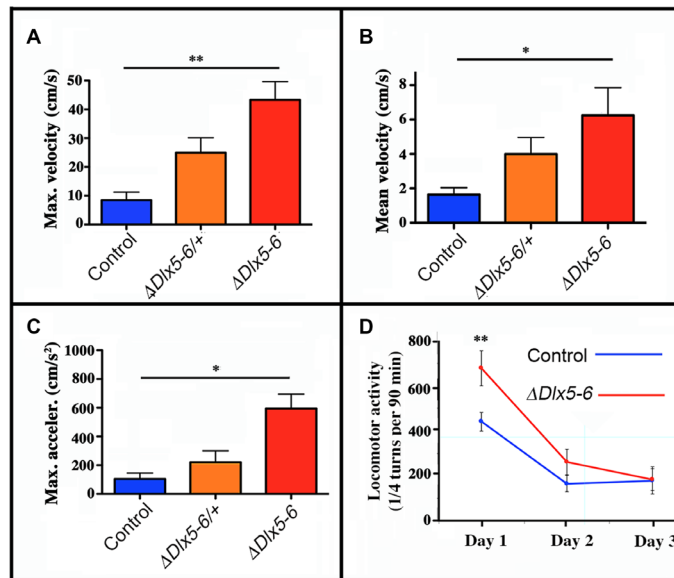 A
**
Max. velocity (cm/s)
50
40
30
20
10
0
Control
ΔDlx5-6/+
ΔDlx5-6
B
*
Mean velocity (cm/s)
8
6
4
2
0
Control
ΔDlx5-6/+
ΔDlx5-6
C
*
Max. acceler. (cm/s²)
1000
800
600
400
200
0
Control
ΔDlx5-6/+
ΔDlx5-6
D
**
Locomotor activity
(1/4 turns per 90 min)
800
600
400
200
0
Control
ΔDlx5-6
Day 1
Day 2
Day 3